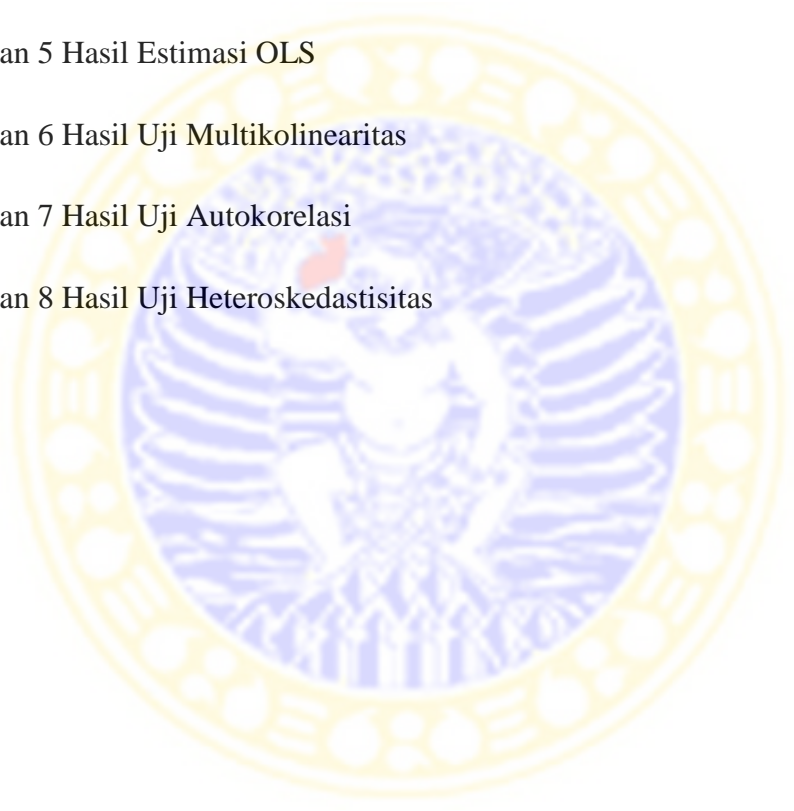 an 5 Hasil Estimasi OLS
an 6 Hasil Uji Multikolinearitas
an 7 Hasil Uji Autokorelasi
an 8 Hasil Uji Heteroskedastisitas